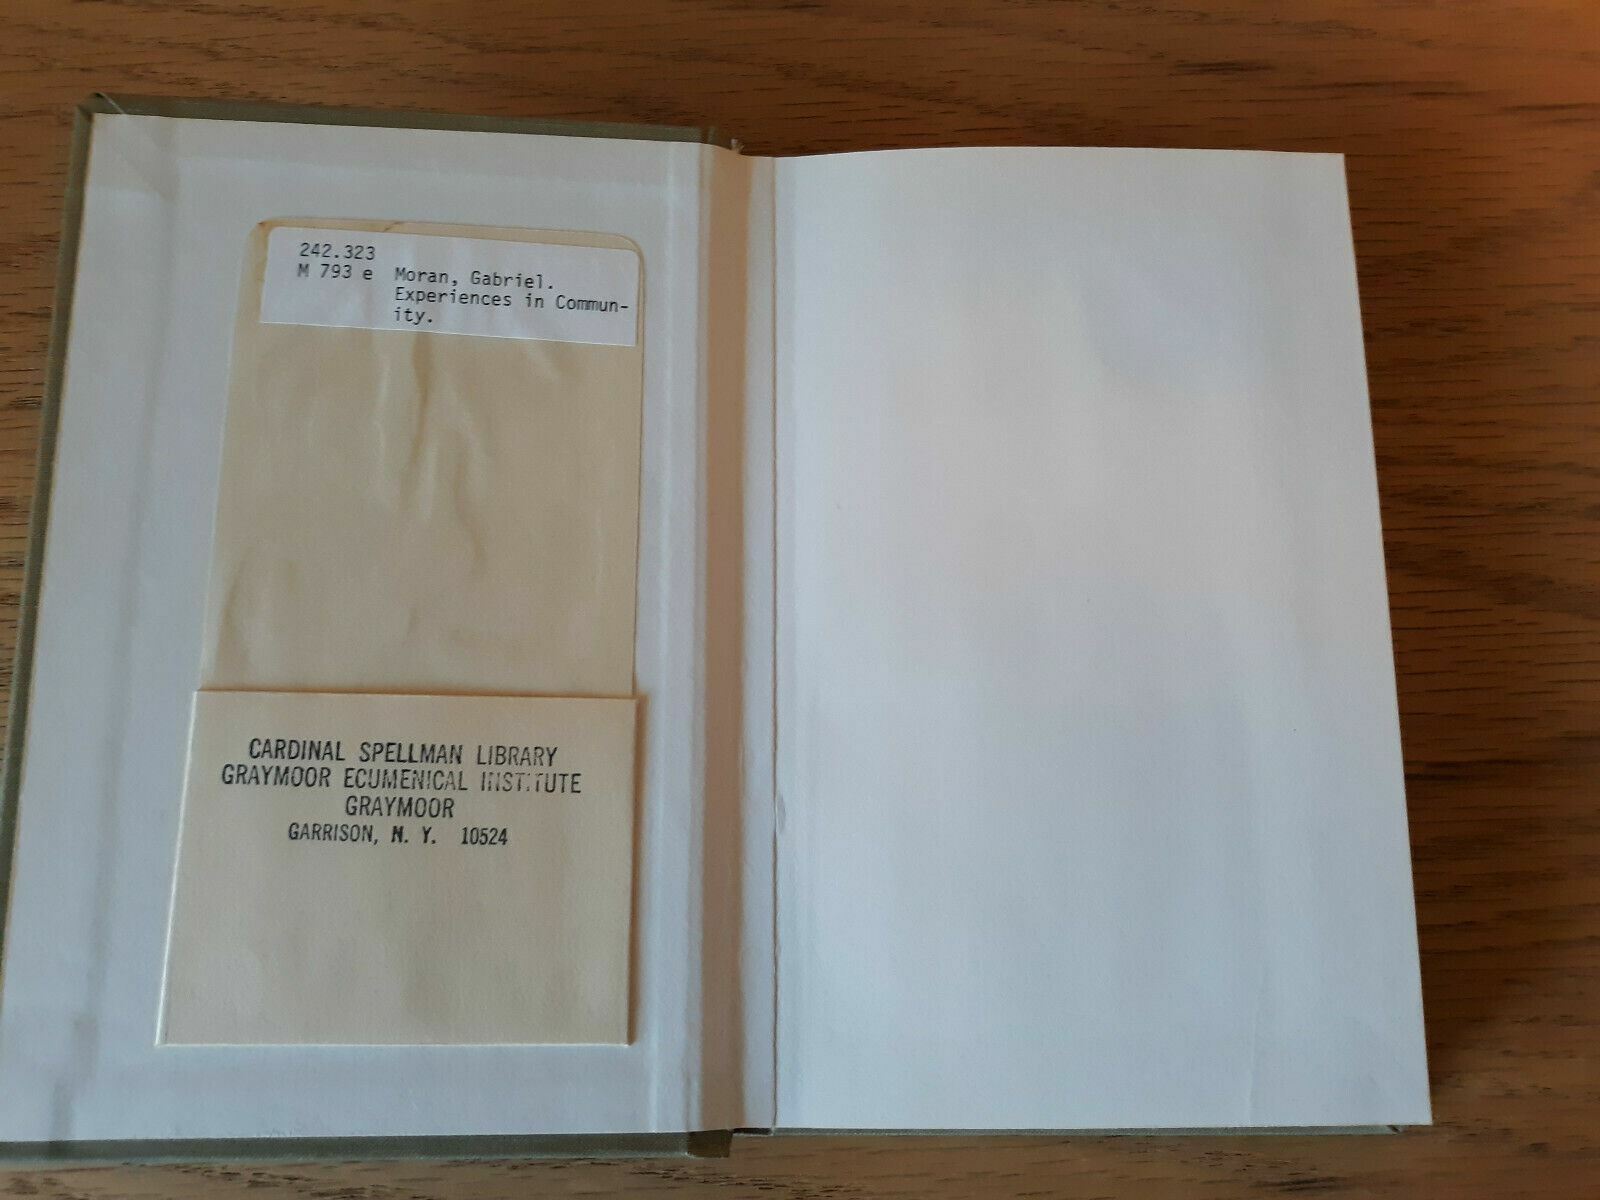 242.323
M 793 e Moran, Gabriel.
Experiences in Commun-
ity.
CARDINAL SPELLMAN LIBRARY
GRAYMOOR ECUMENICAL INSTITUTE
GRAYMOOR
GARRISON, N. Y. 10524